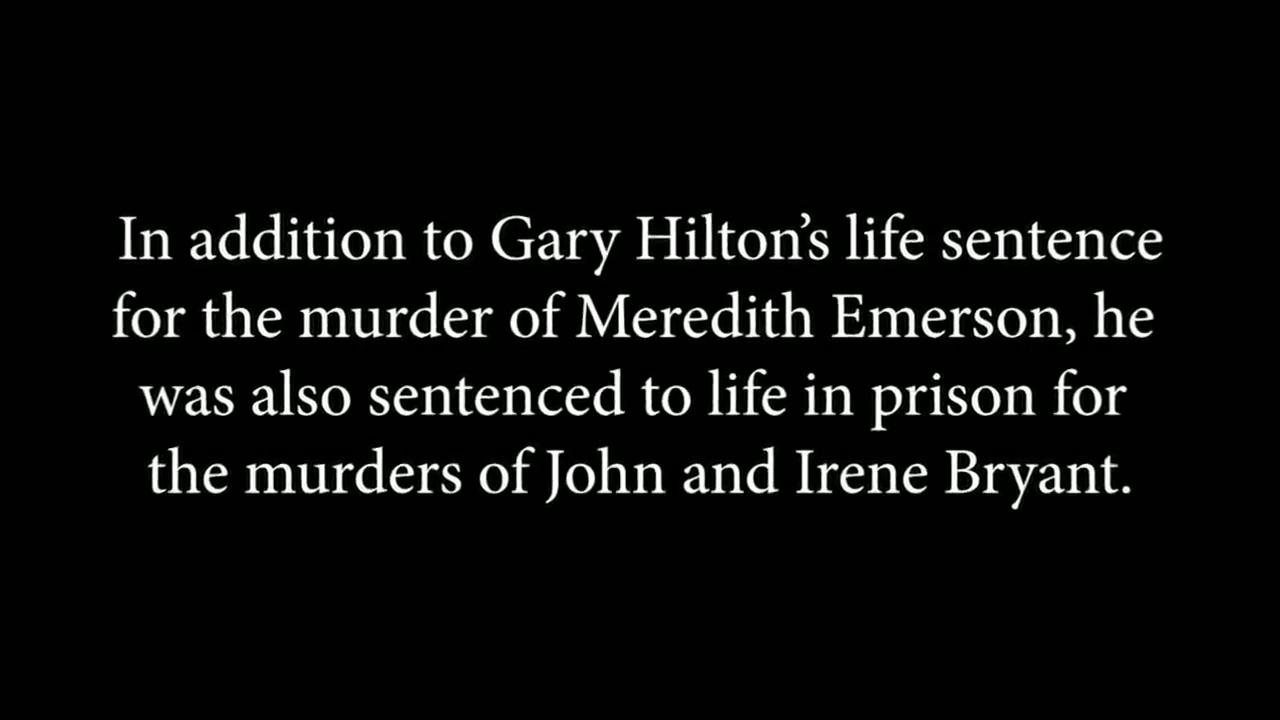 In addition to Gary Hilton’s life sentence
for the murder of Meredith Emerson, he
was also sentenced to life in prison for
the murders of John and Irene Bryant.